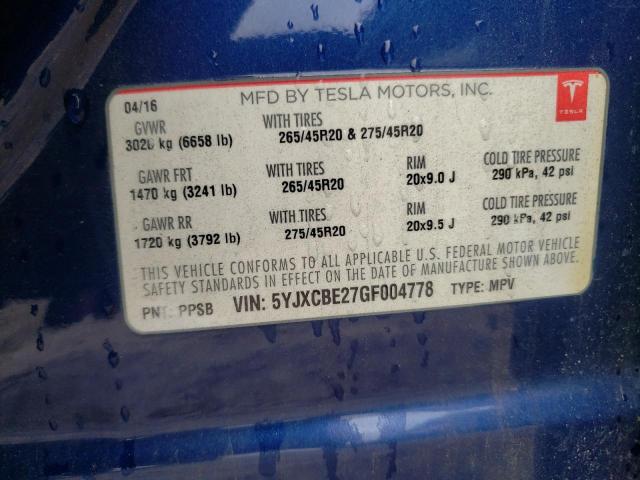 04/16 MFD BY TESLA MOTORS, INC.
TESLA
GVWR WITH TIRES
3020 kg (6658 lb) 265/45R20 & 275/45R20
GAWR FRT WITH TIRES RIM COLD TIRE PRESSURE
1470 kg (3241 lb) 265/45R20 20x9.0 J 290 kPa, 42 psi
GAWR RR WITH TIRES RIM COLD TIRE PRESSURE
1720 kg (3792 lb) 275/45R20 20x9.5 J 290 kPa, 42 psi
THIS VEHICLE CONFORMS TO ALL APPLICABLE U.S. FEDERAL MOTOR VEHICLE
SAFETY STANDARDS IN EFFECT ON THE DATE OF MANUFACTURE SHOWN ABOVE.
PNT: PPSB VIN: 5YJXCBE27GF004778 TYPE: MPV